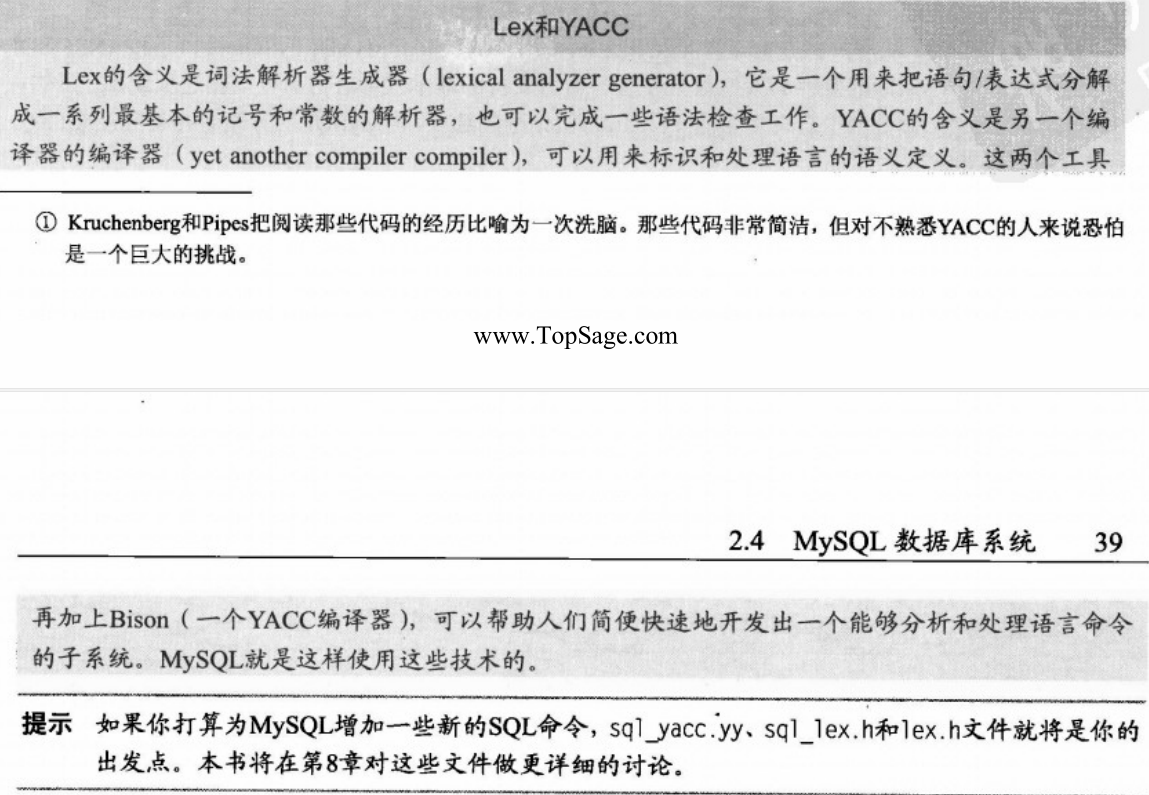 Lex和YACC
Lex的含义是词法解析器生成器（lexical analyzer generator），它是一个用来把语句/表达式分解
成一系列最基本的记号和常数的解析器，也可以完成一些语法检查工作。YACC的含义是另一个编
译器的编译器（yet another compiler compiler），可以用来标识和处理语言的语义定义。这两个工具
① Kruchenberg和Pipes把阅读那些代码的经历比喻为一次洗脑。那些代码非常简洁，但对不熟悉YACC的人来说恐怕
是一个巨大的挑战。
www.TopSage.com
2.4 MySQL 数据库系统 39
再加上Bison（一个YACC编译器），可以帮助人们简便快速地开发出一个能够分析和处理语言命令
的子系统。MySQL就是这样使用这些技术的。
提示 如果你打算为MySQL增加一些新的SQL命令，sql_yacc.yy、sql_lex.h和lex.h文件就将是你的
出发点。本书将在第8章对这些文件做更详细的讨论。